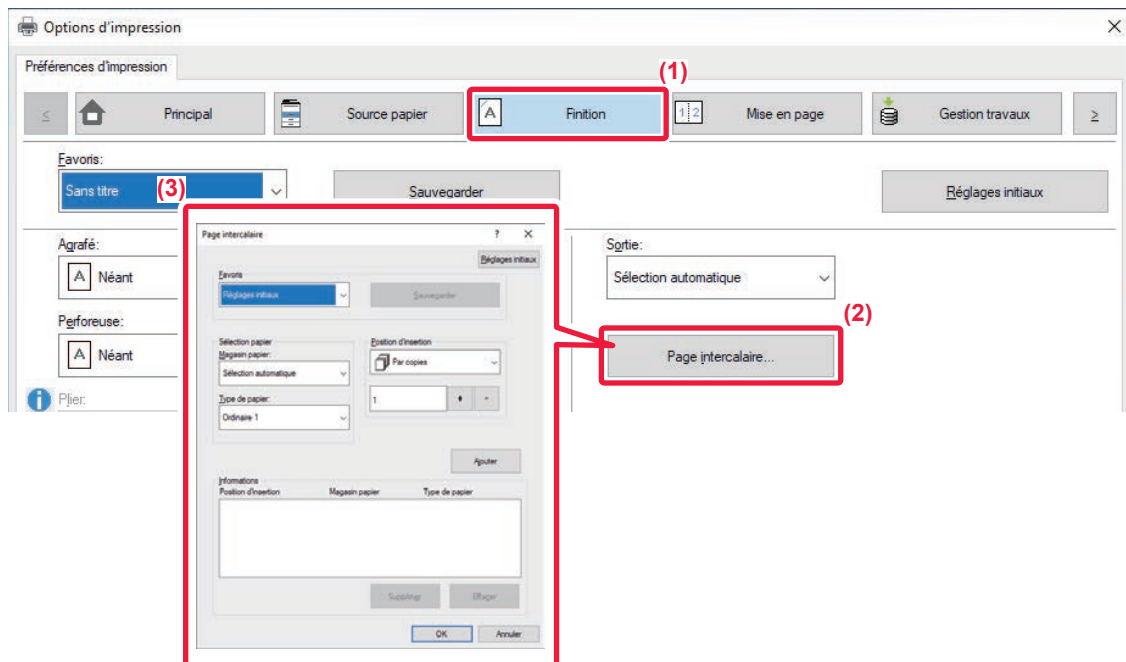 Options d'impression
Préférences d'impression
(1)
≤ Principal Source papier A Finition 1 2 Mise en page Gestion travaux ≥
Favoris:
Sans titre
(3)
Sauvegarder
Réglages initiaux
Agrafé:
A Néant
Perforeuse:
A Néant
Plier:
Sortie:
Sélection automatique
(2)
Page intercalaire...
Page intercalaire ? ×
Réglages initiaux
Favoris
Réglages initiaux
Sauvegarder
Sélection papier
Magasin papier:
Sélection automatique
Type de papier:
Ordinaire 1
Position d'insertion
Par copies
1 + -
Ajouter
Informations
Position d'insertion Magasin papier Type de papier
Supprimer Effacer
OK Annuler